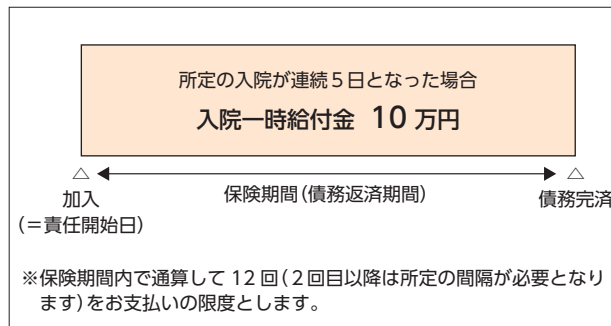 所定の入院が連続5日となった場合
入院一時給付金 10 万円
加入
(＝責任開始日)
保険期間(債務返済期間)
債務完済
※保険期間内で通算して 12 回(2回目以降は所定の間隔が必要となり
ます)をお支払いの限度とします。